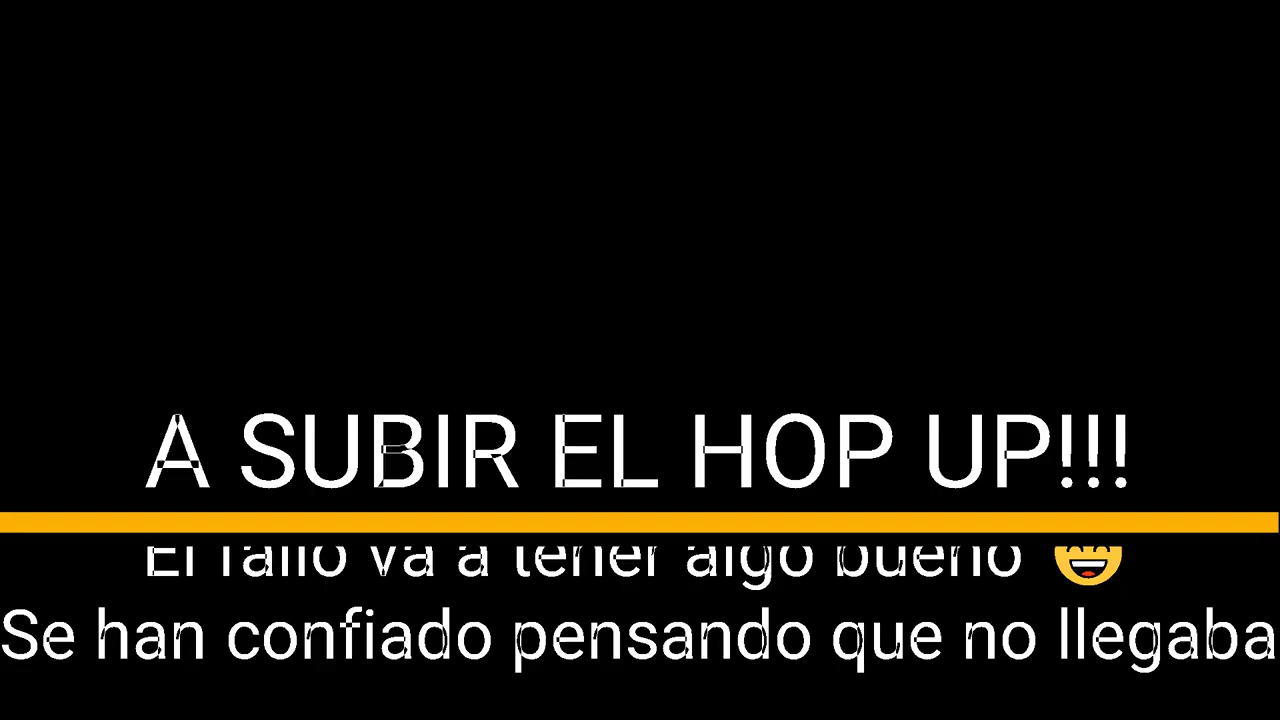 A SUBIR EL HOP UP!!!
El fallo va a tener algo bueno 😄
Se han confiado pensando que no llegaba